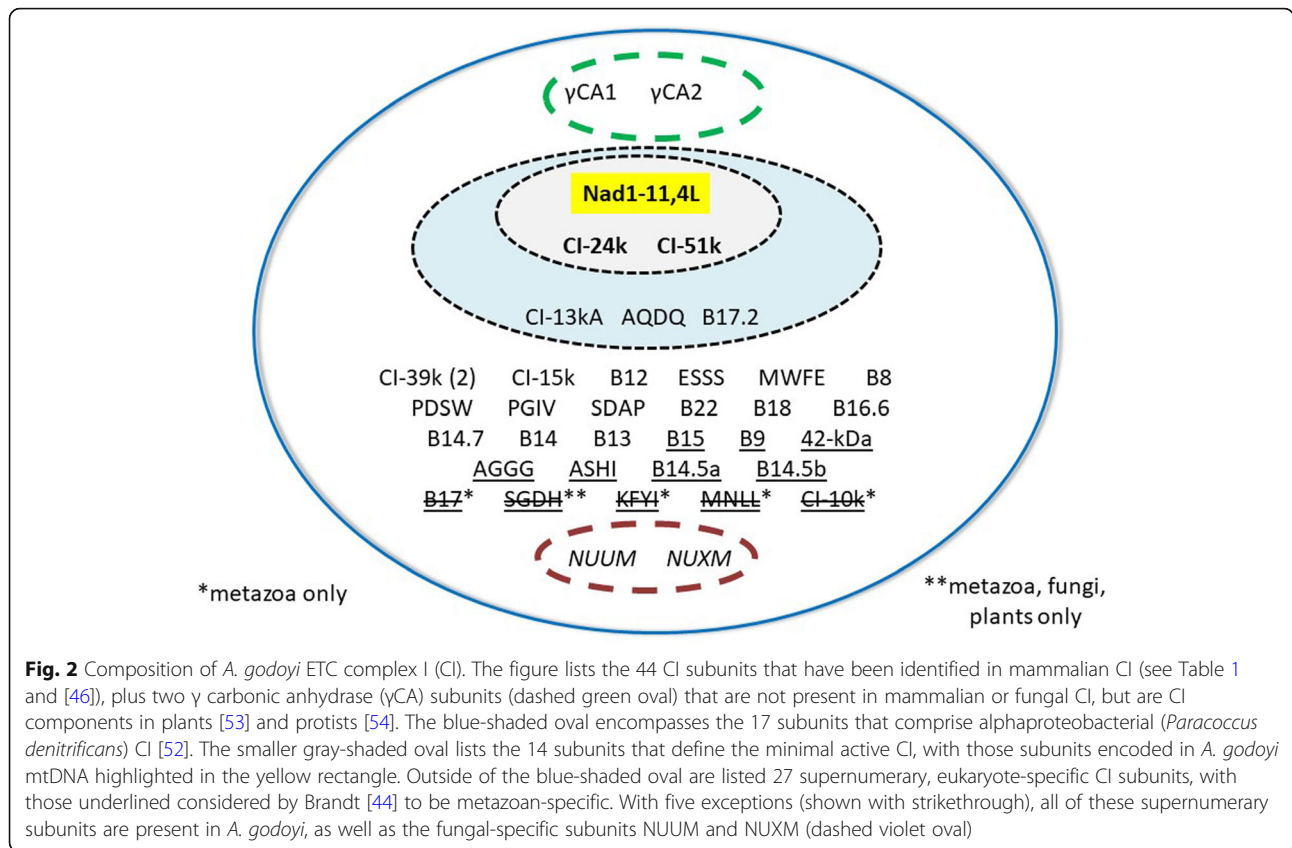 γCA1 γCA2
Nad1-11,4L
CI-24k CI-51k
CI-13kA AQDQ B17.2
CI-39k (2) CI-15k B12 ESSS MWFE B8
PDSW PGIV SDAP B22 B18 B16.6
B14.7 B14 B13 B15 B9 42-kDa
AGGG ASHI B14.5a B14.5b
B17* SGDH** KFYI* MNLL* CI-10k*
NUUM NUXM
*metazoa only
**metazoa, fungi,
plants only
Fig. 2 Composition of A. godoyi ETC complex I (CI). The figure lists the 44 CI subunits that have been identified in mammalian CI (see Table 1
and [46]), plus two γ carbonic anhydrase (γCA) subunits (dashed green oval) that are not present in mammalian or fungal CI, but are CI
components in plants [53] and protists [54]. The blue-shaded oval encompasses the 17 subunits that comprise alphaproteobacterial (Paracoccus
denitrificans) CI [52]. The smaller gray-shaded oval lists the 14 subunits that define the minimal active CI, with those subunits encoded in A. godoyi
mtDNA highlighted in the yellow rectangle. Outside of the blue-shaded oval are listed 27 supernumerary, eukaryote-specific CI subunits, with
those underlined considered by Brandt [44] to be metazoan-specific. With five exceptions (shown with strikethrough), all of these supernumerary
subunits are present in A. godoyi, as well as the fungal-specific subunits NUUM and NUXM (dashed violet oval)